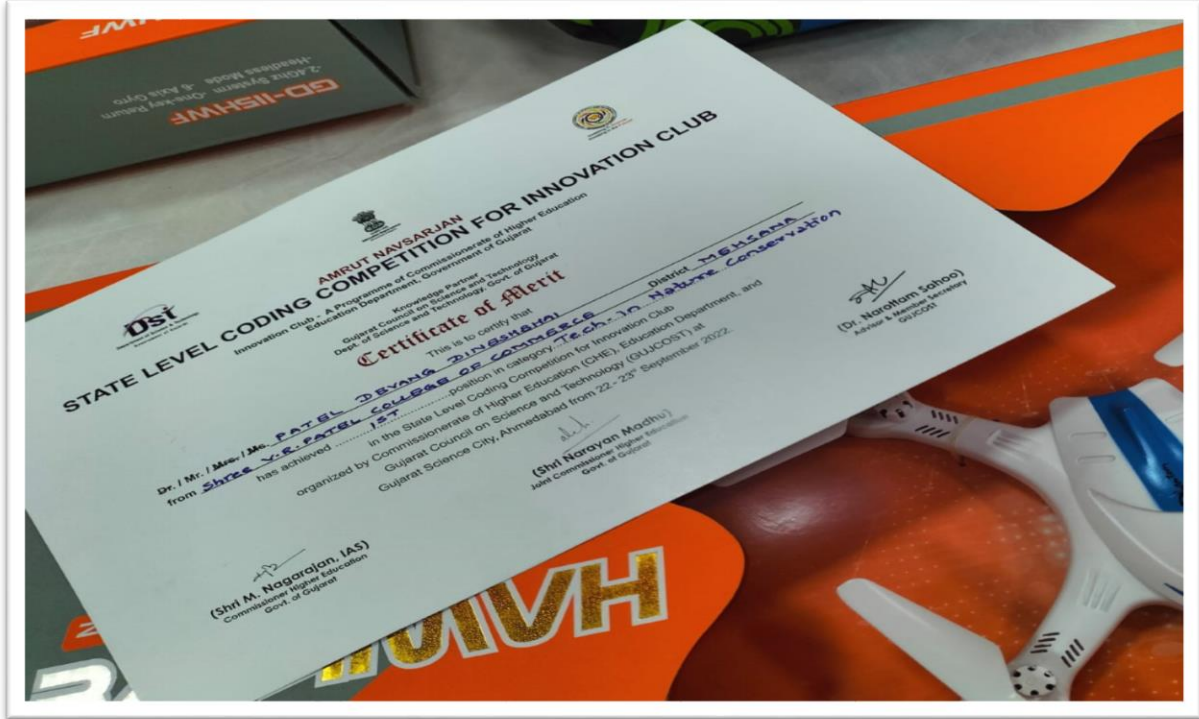 GD-IISHWF
-2.4Ghz System -One-key Return
-Headless Mode -6 Axis Gyro
AMRUT NAVSARJAN
STATE LEVEL CODING COMPETITION FOR INNOVATION CLUB
Innovation Club - A Programme of Commissionerate of Higher Education
Education Department, Government of Gujarat
Knowledge Partner
Gujarat Council on Science and Technology
Dept. of Science and Technology, Govt. of Gujarat
Certificate of Merit
This is to certify that
Dr. / Mr. / Mrs. / Ms. PATEL DEVANG DINESHBHAI District MEHSANA
from Shree V.R. PATEL COLLEGE OF COMMERCE
has achieved 1ST position in category Tech-in Nature Conservation
in the State Level Coding Competition for Innovation Club
organized by Commissionerate of Higher Education (CHE), Education Department, and
Gujarat Council on Science and Technology (GUJCOST) at
Gujarat Science City, Ahmedabad from 22 - 23rd September 2022.
(Shri M. Nagarajan, IAS)
Commissioner Higher Education
Govt. of Gujarat
(Shri Narayan Madhu)
Joint Commissioner Higher Education
Govt. of Gujarat
(Dr. Narottam Sahoo)
Advisor & Member Secretary
GUJCOST